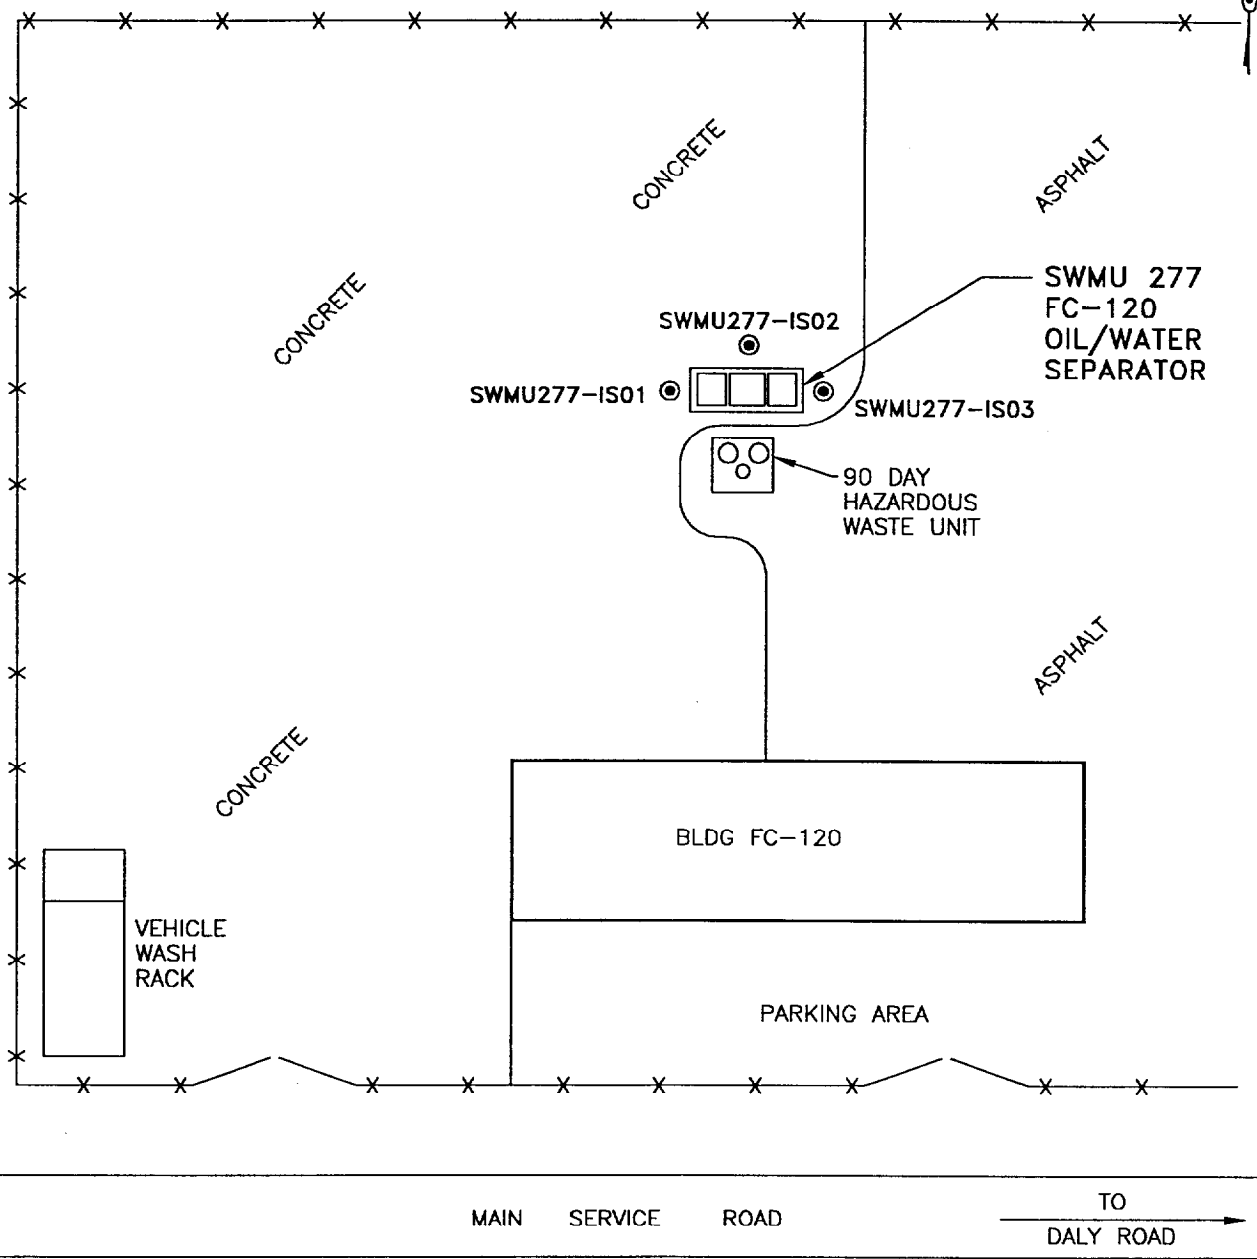 CONCRETE
ASPHALT
SWMU 277
FC-120
OIL/WATER
SEPARATOR
CONCRETE
SWMU277-IS02
SWMU277-IS01
SWMU277-IS03
90 DAY
HAZARDOUS
WASTE UNIT
ASPHALT
CONCRETE
BLDG FC-120
VEHICLE
WASH
RACK
PARKING AREA
MAIN SERVICE ROAD
TO
DALY ROAD